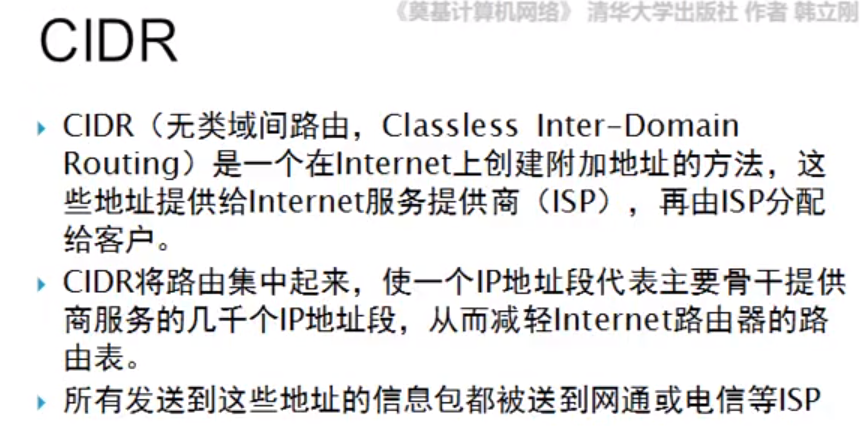 《奠基计算机网络》 清华大学出版社 作者 韩立刚
CIDR
CIDR（无类域间路由，Classless Inter-Domain
Routing）是一个在Internet上创建附加地址的方法，这
些地址提供给Internet服务提供商（ISP），再由ISP分配
给客户。
CIDR将路由集中起来，使一个IP地址段代表主要骨干提供
商服务的几千个IP地址段，从而减轻Internet路由器的路
由表。
所有发送到这些地址的信息包都被送到网通或电信等ISP